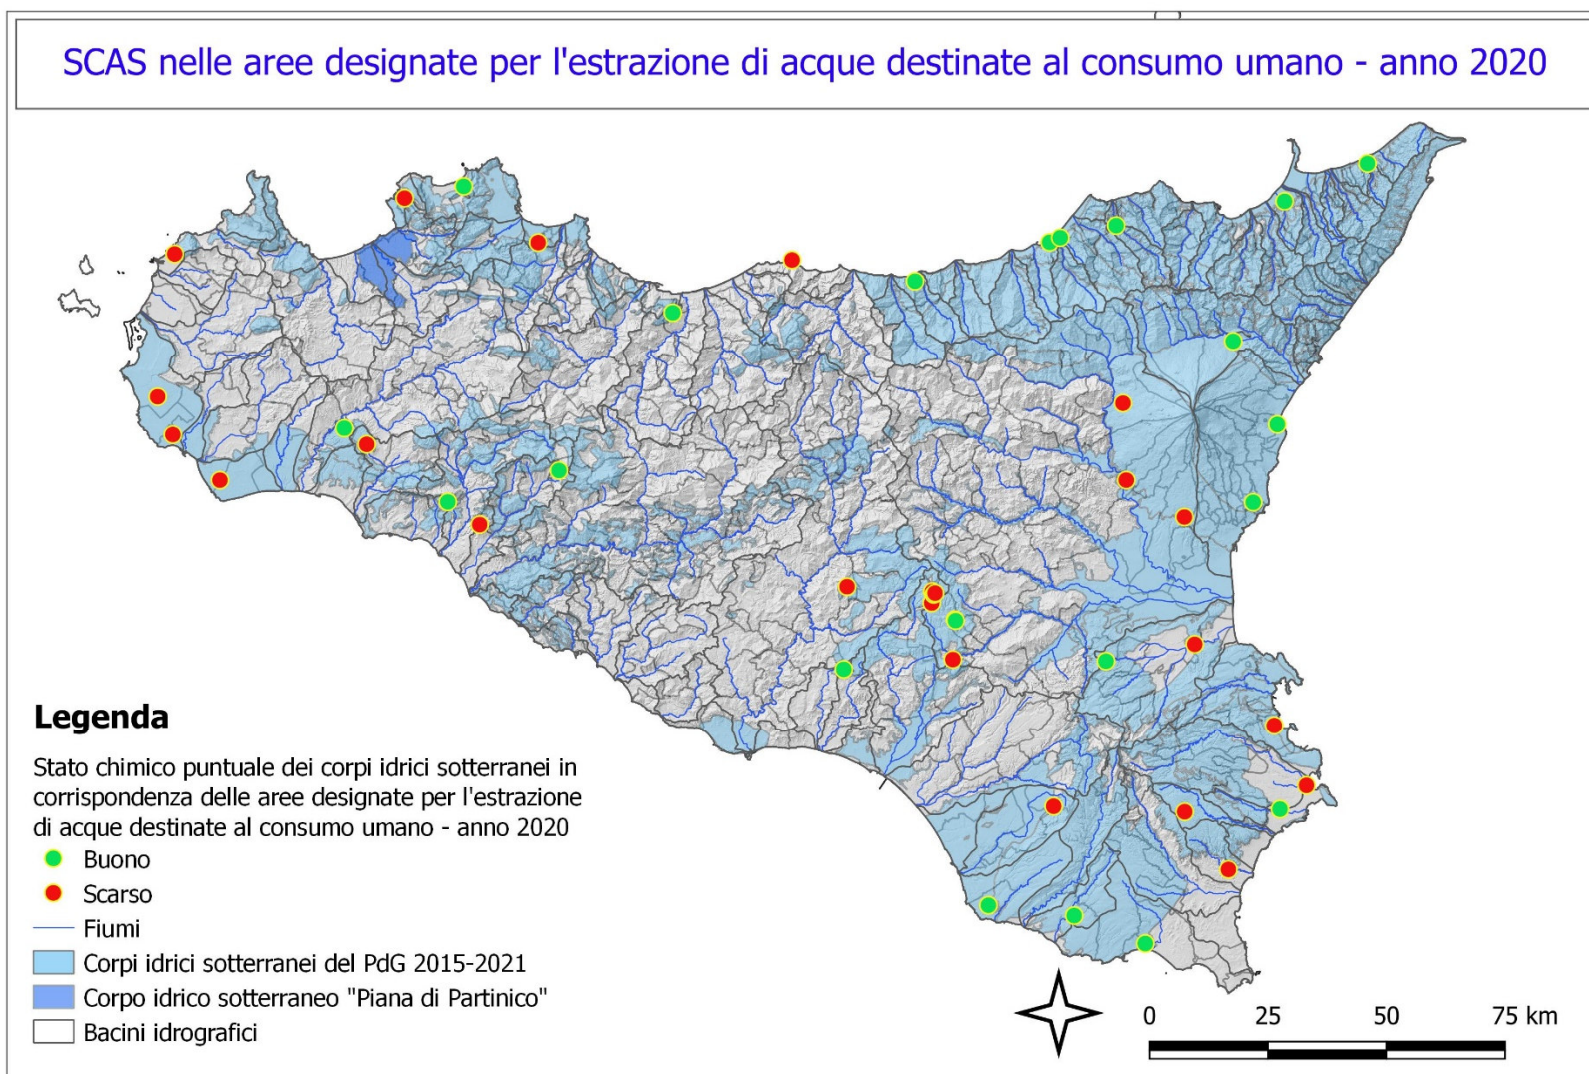 SCAS nelle aree designate per l'estrazione di acque destinate al consumo umano - anno 2020
Legenda
Stato chimico puntuale dei corpi idrici sotterranei in
corrispondenza delle aree designate per l'estrazione
di acque destinate al consumo umano - anno 2020
Buono
Scarso
Fiumi
Corpi idrici sotterranei del PdG 2015-2021
Corpo idrico sotterraneo "Piana di Partinico"
Bacini idrografici
0 25 50 75 km